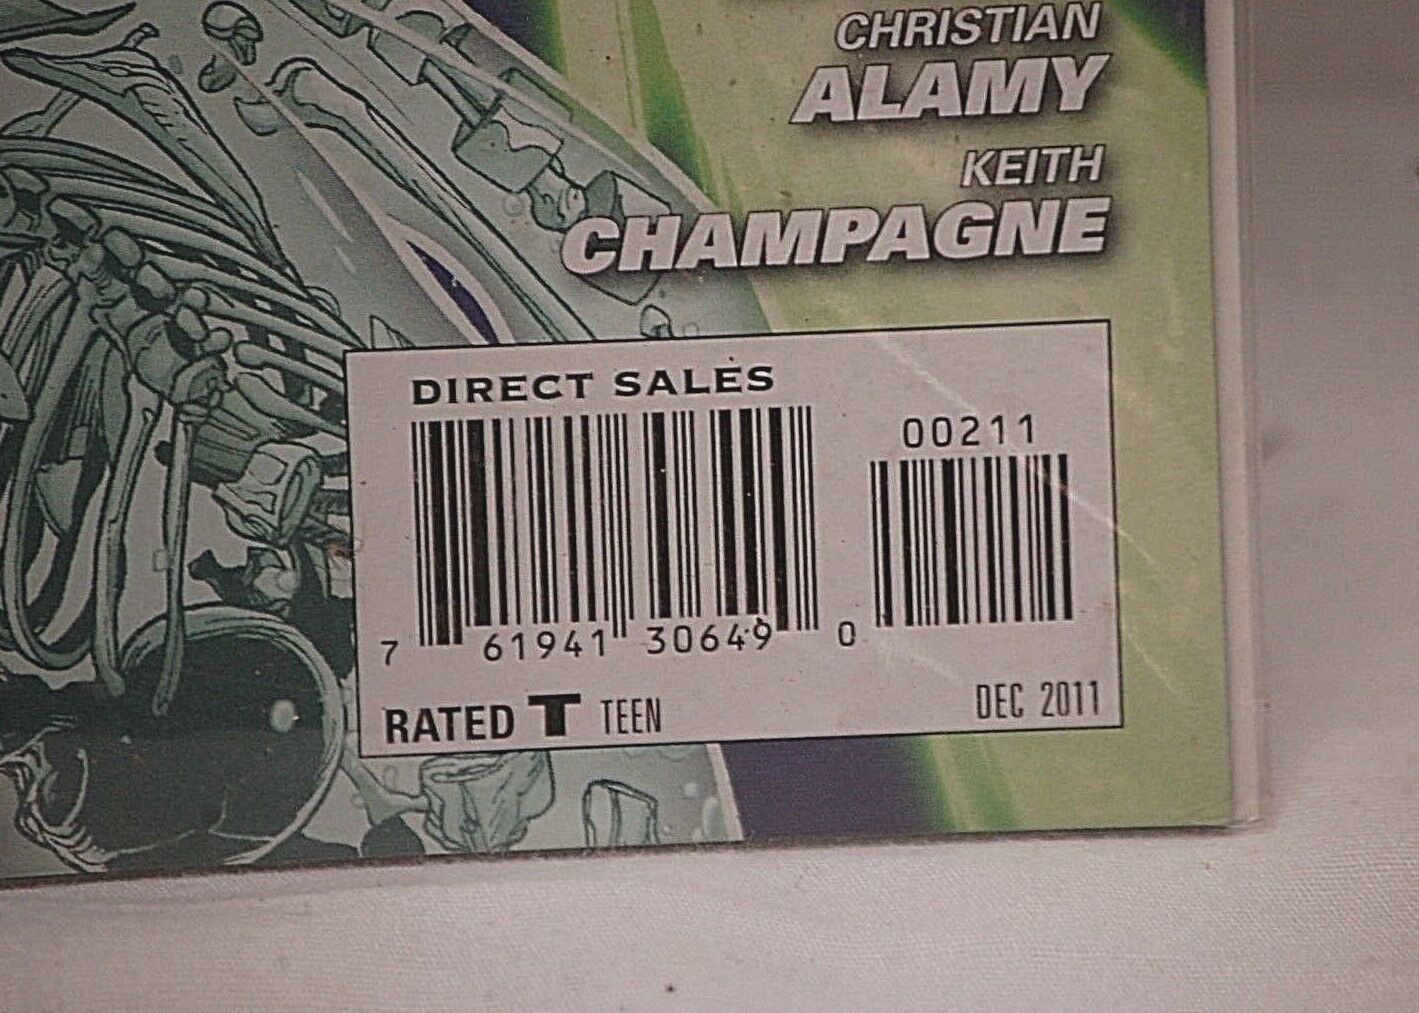 CHRISTIAN
ALAMY
KEITH
CHAMPAGNE
DIRECT SALES
00211
7 61941 30649 0
RATED T TEEN
DEC 2011